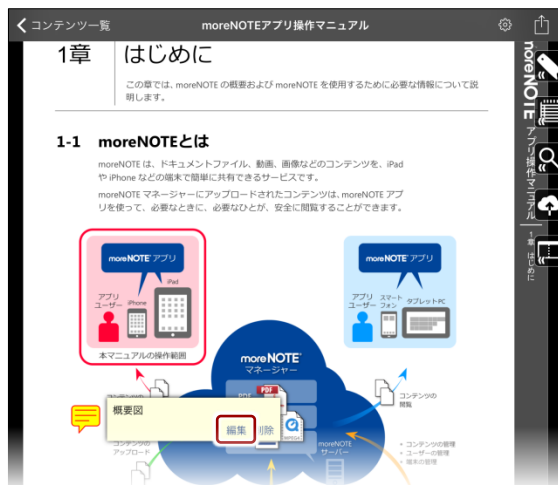 コンテンツ一覧
moreNOTEアプリ操作マニュアル
1章 はじめに
この章では、moreNOTE の概要および moreNOTE を使用するために必要な情報について説
明します。
1-1 moreNOTEとは
moreNOTE は、ドキュメントファイル、動画、画像などのコンテンツを、iPad
や iPhone などの端末で簡単に共有できるサービスです。
moreNOTE マネージャーにアップロードされたコンテンツは、moreNOTE アプ
リを使って、必要なときに、必要なひとが、安全に閲覧することができます。
moreNOTE アプリ
アプリ
ユーザー
iPhone
iPad
本マニュアルの操作範囲
moreNOTE アプリ
アプリ
ユーザー
スマート
フォン
タブレットPC
moreNOTE
マネージャー
PDF
PDF
コンテンツの
概要図
編集
削除
MPEG
コンテンツの
アップロード
コンテンツの
閲覧
moreNOTE
サーバー
・ コンテンツの管理
・ ユーザーの管理
・ 端末の管理
moreNOTE アプリ操作マニュアル
1章 はじめに